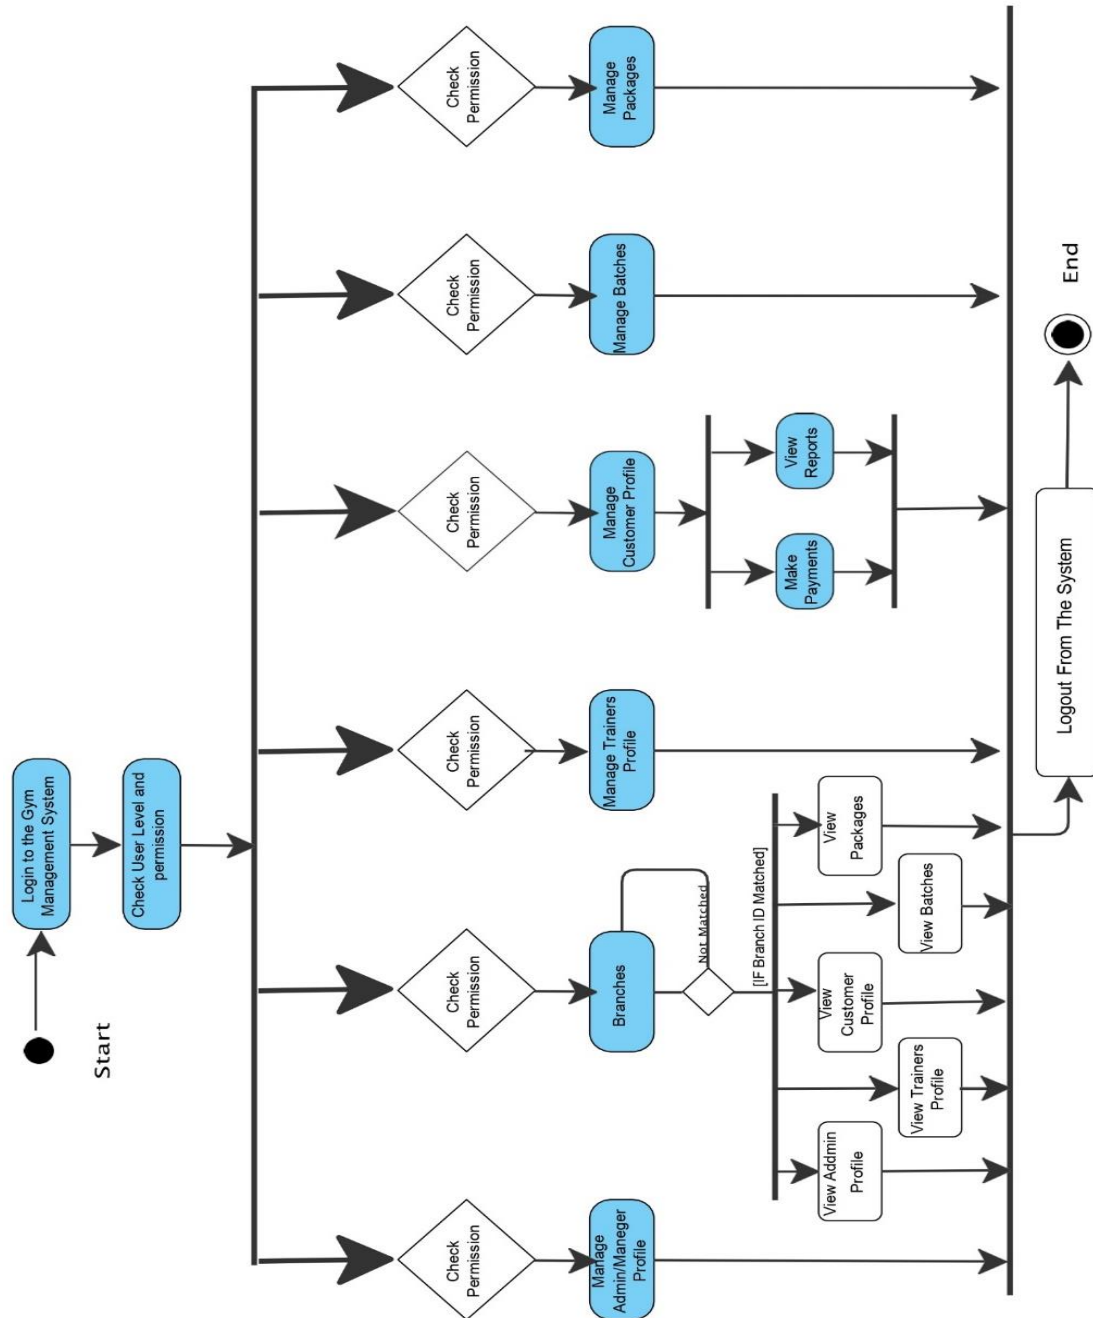 Start
Login to the Gym
Management System
Check User Level and
permission
Check
Permission
Manage
Admin/Maneger
Profile
Check
Permission
Branches
Not Matched
[IF Branch ID Matched]
View Addmin
Profile
View Trainers
Profile
View
Customer
Profile
View Batches
View
Packages
Check
Permission
Manage Trainers
Profile
Check
Permission
Manage
Customer Profile
Make
Payments
View
Reports
Check
Permission
Manage Batches
Check
Permission
Manage
Packages
Logout From The System
End